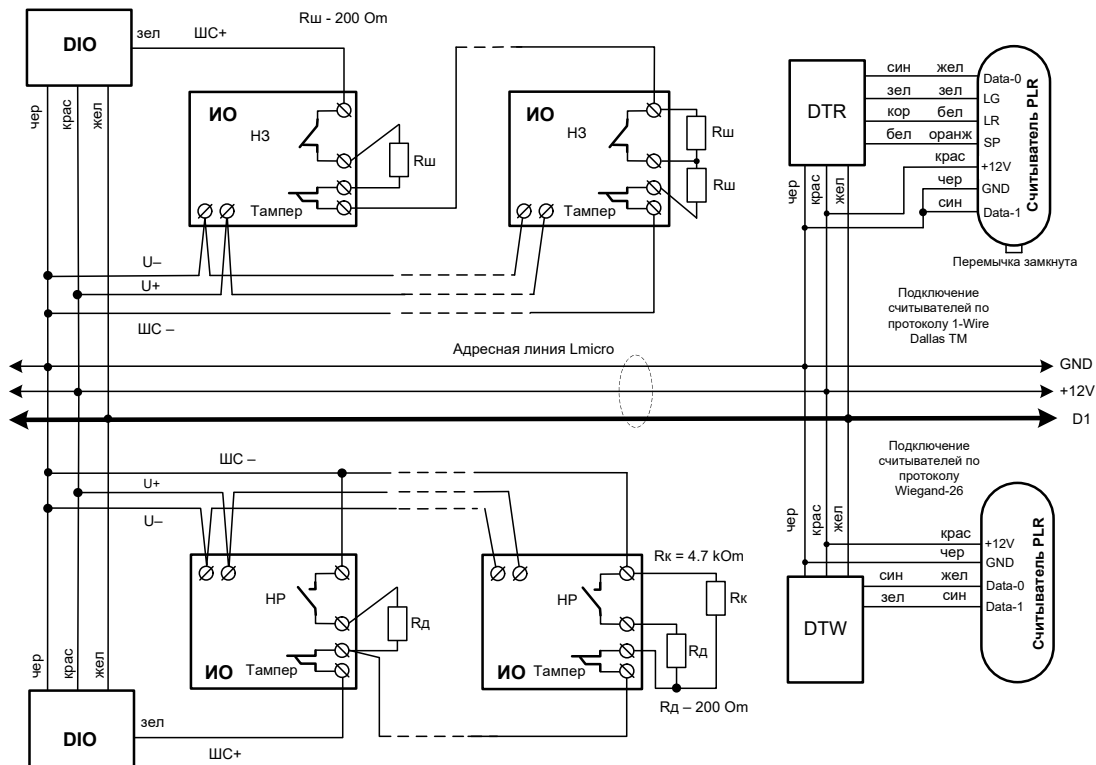 Rш - 200 Om
DIO
зел
ШС+
чер
крас
жел
ИО
НЗ
Rш
Тампер
ИО
НЗ
Rш
Rш
Тампер
U–
U+
ШС –
DTR
син
жел
зел
зел
кор
бел
бел
оранж
крас
чер
син
Data-0
LG
LR
SP
+12V
GND
Data-1
Считыватель PLR
чер
крас
жел
Перемычка замкнута
Подключение
считывателей по
протоколу 1-Wire
Dallas TM
Адресная линия Lmicro
GND
+12V
D1
ШС –
U+
U–
чер
крас
жел
ИО
НР
Rд
Тампер
ИО
НР
Rк = 4.7 kOm
Rк
Rд
Тампер
Rд – 200 Om
DIO
зел
ШС+
Подключение
считывателей по
протоколу
Wiegand-26
чер
крас
жел
DTW
крас
чер
син
жел
зел
син
+12V
GND
Data-0
Data-1
Считыватель PLR